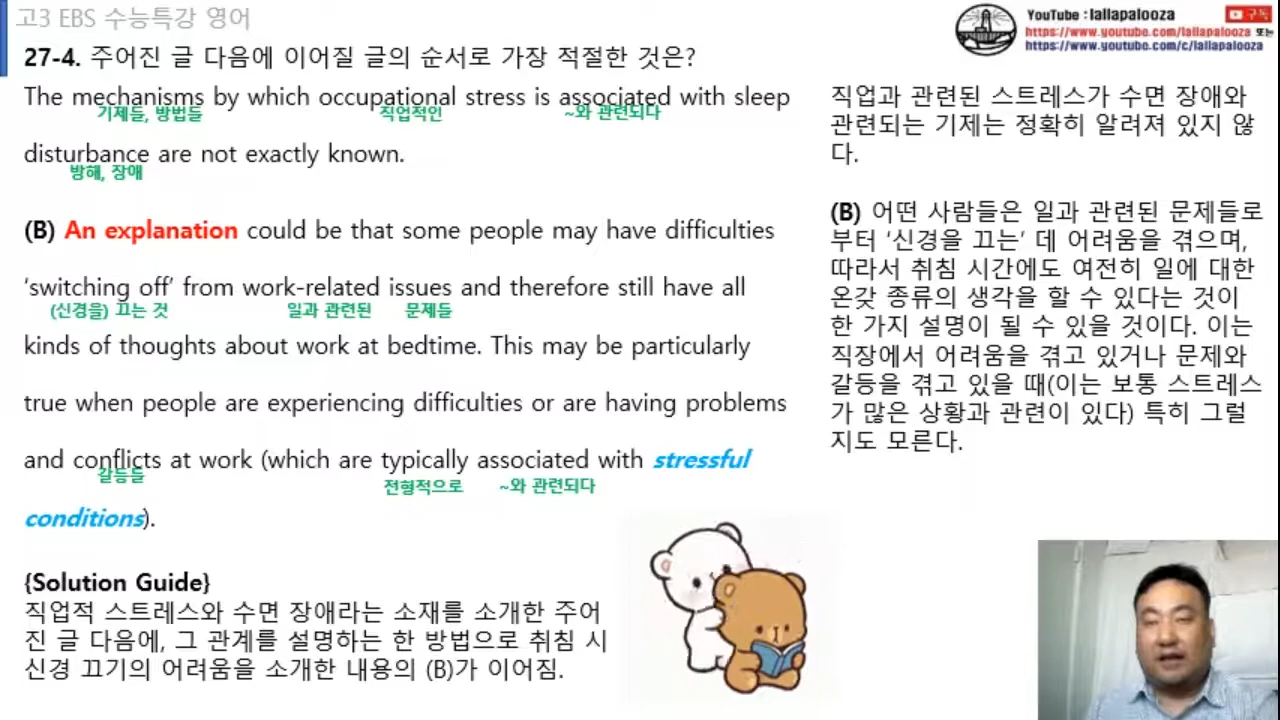 고3 EBS 수능특강 영어
YouTube : lallapalooza
구독
https://www.youtube.com/lallapalooza 또는
https://www.youtube.com/c/lallapalooza
27-4. 주어진 글 다음에 이어질 글의 순서로 가장 적절한 것은?
The mechanisms by which occupational stress is associated with sleep
기제들, 방법들 직업적인 ~와 관련되다
disturbance are not exactly known.
방해, 장애
(B) An explanation could be that some people may have difficulties
‘switching off’ from work-related issues and therefore still have all
(신경을) 끄는 것 일과 관련된 문제들
kinds of thoughts about work at bedtime. This may be particularly
true when people are experiencing difficulties or are having problems
and conflicts at work (which are typically associated with stressful
갈등들 전형적으로 ~와 관련되다
conditions).
{Solution Guide}
직업적 스트레스와 수면 장애라는 소재를 소개한 주어
진 글 다음에, 그 관계를 설명하는 한 방법으로 취침 시
신경 끄기의 어려움을 소개한 내용의 (B)가 이어짐.
직업과 관련된 스트레스가 수면 장애와
관련되는 기제는 정확히 알려져 있지 않
다.
(B) 어떤 사람들은 일과 관련된 문제들로
부터 ‘신경을 끄는’ 데 어려움을 겪으며,
따라서 취침 시간에도 여전히 일에 대한
온갖 종류의 생각을 할 수 있다는 것이
한 가지 설명이 될 수 있을 것이다. 이는
직장에서 어려움을 겪고 있거나 문제와
갈등을 겪고 있을 때(이는 보통 스트레스
가 많은 상황과 관련이 있다) 특히 그럴
지도 모른다.